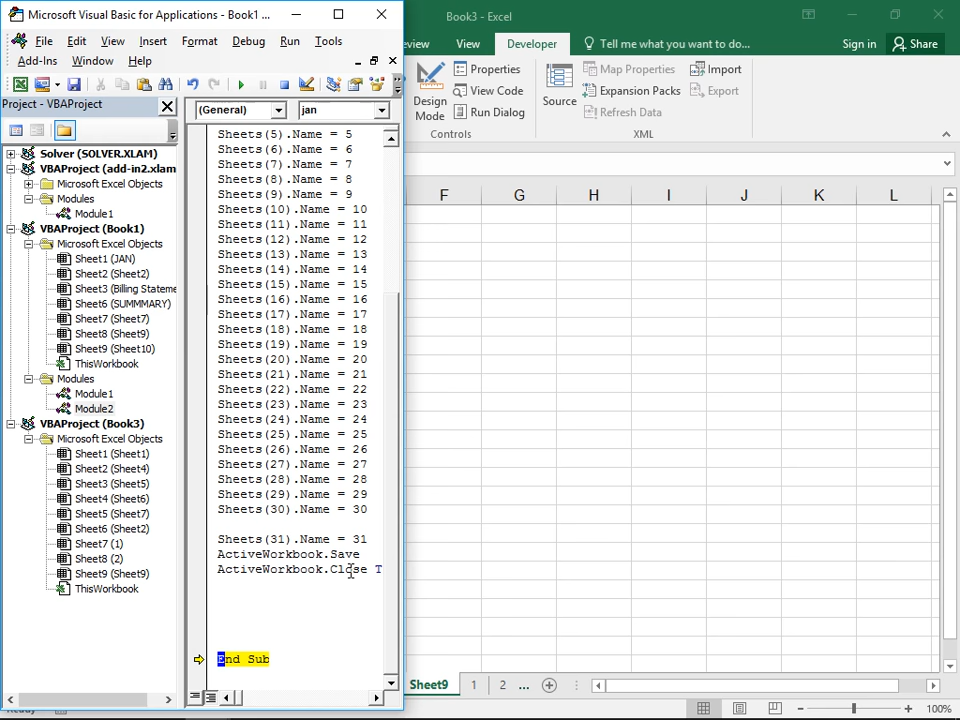 Microsoft Visual Basic for Applications - Book1 ...
File Edit View Insert Format Debug Run Tools
Add-Ins Window Help
Project - VBAProject
Solver (SOLVER.XLAM)
VBAProject (add-in2.xlam
Microsoft Excel Objects
Modules
Module1
VBAProject (Book1)
Microsoft Excel Objects
Sheet1 (JAN)
Sheet2 (Sheet2)
Sheet3 (Billing Stateme
Sheet6 (SUMMMARY)
Sheet7 (Sheet7)
Sheet8 (Sheet9)
Sheet9 (Sheet10)
ThisWorkbook
Modules
Module1
Module2
VBAProject (Book3)
Microsoft Excel Objects
Sheet1 (Sheet1)
Sheet2 (Sheet4)
Sheet3 (Sheet5)
Sheet4 (Sheet6)
Sheet5 (Sheet7)
Sheet6 (Sheet2)
Sheet7 (1)
Sheet8 (2)
Sheet9 (Sheet9)
ThisWorkbook
(General) jan
Sheets(5).Name = 5
Sheets(6).Name = 6
Sheets(7).Name = 7
Sheets(8).Name = 8
Sheets(9).Name = 9
Sheets(10).Name = 10
Sheets(11).Name = 11
Sheets(12).Name = 12
Sheets(13).Name = 13
Sheets(14).Name = 14
Sheets(15).Name = 15
Sheets(16).Name = 16
Sheets(17).Name = 17
Sheets(18).Name = 18
Sheets(19).Name = 19
Sheets(20).Name = 20
Sheets(21).Name = 21
Sheets(22).Name = 22
Sheets(23).Name = 23
Sheets(24).Name = 24
Sheets(25).Name = 25
Sheets(26).Name = 26
Sheets(27).Name = 27
Sheets(28).Name = 28
Sheets(29).Name = 29
Sheets(30).Name = 30
Sheets(31).Name = 31
ActiveWorkbook.Save
ActiveWorkbook.Close T
End Sub
Book3 - Excel
View Developer Tell me what you want to do... Sign in Share
Design Mode
Properties
View Code
Run Dialog
Controls
Source
Map Properties
Expansion Packs
Refresh Data
Import
Export
XML
F G H I J K L
Sheet9 1 2 ...
100%